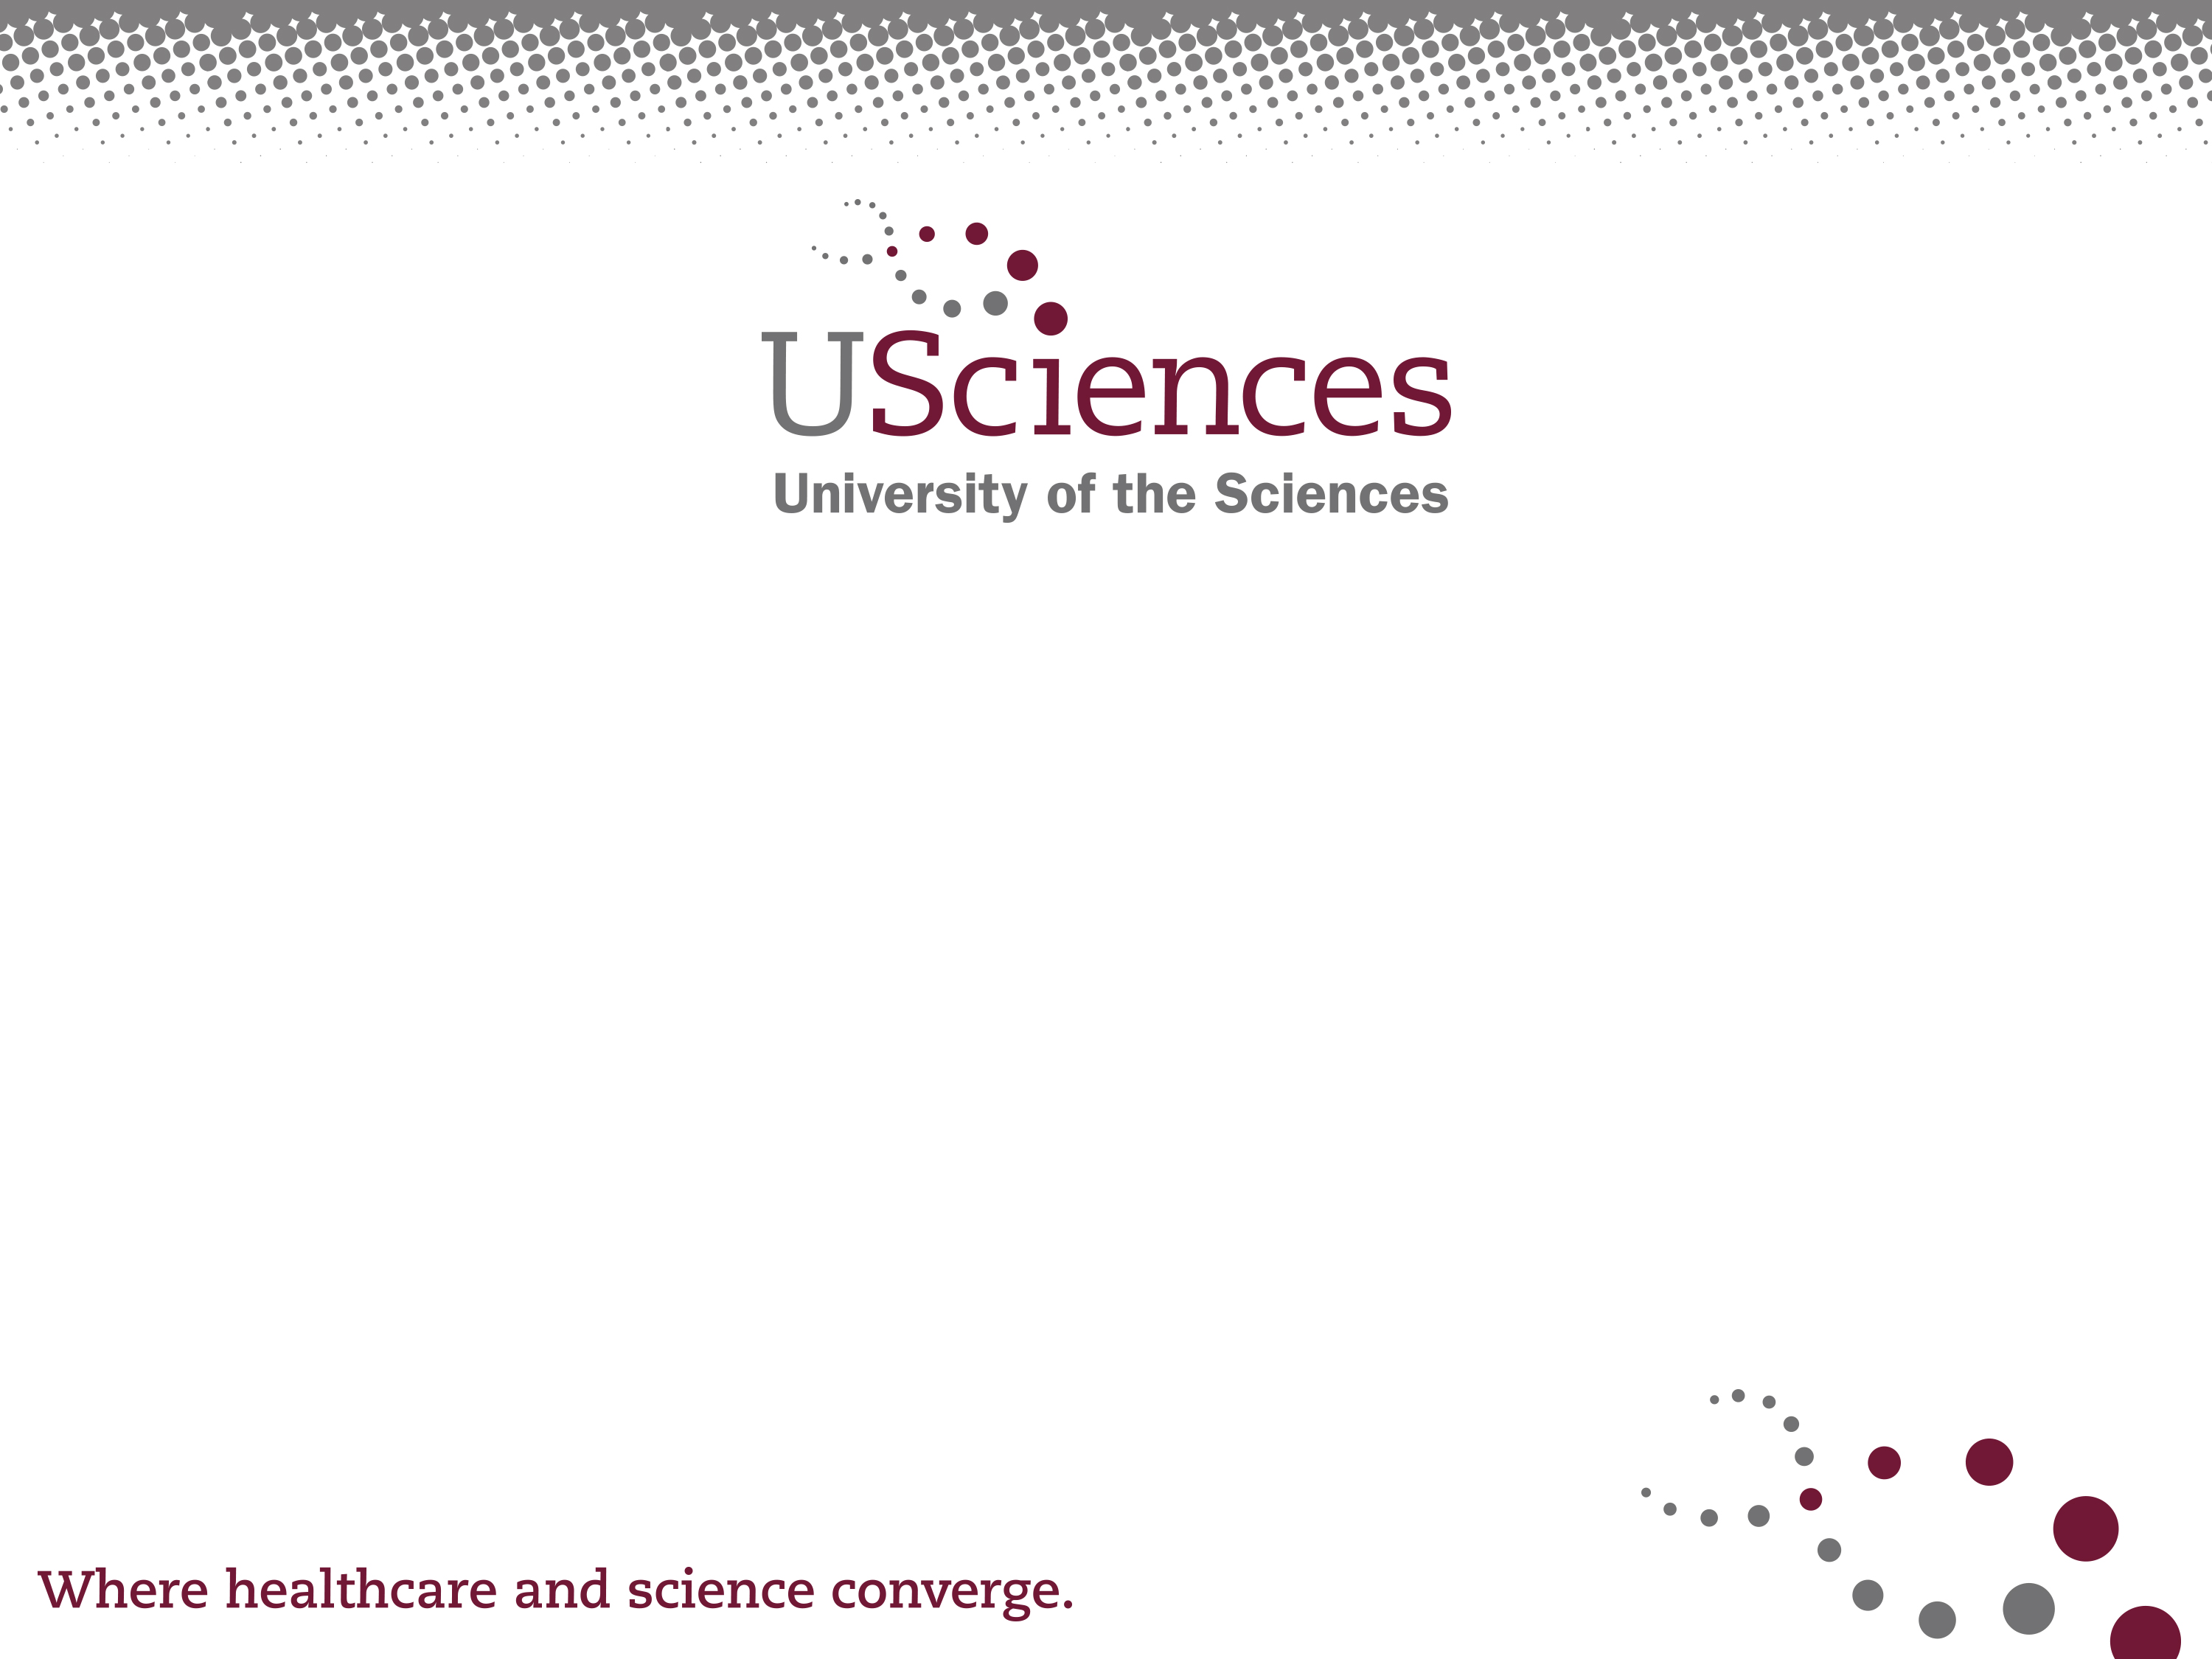 USciences
University of the Sciences
where healthcare and science converge.